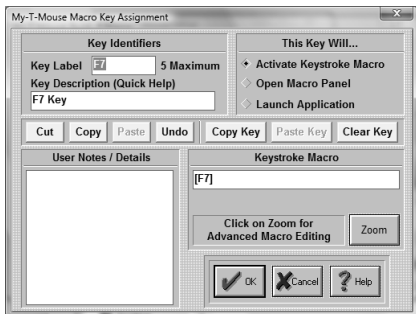 My-T-Mouse Macro Key Assignment
Key Identifiers
Key Label F7 5 Maximum
Key Description (Quick Help)
F7 Key
This Key Will...
Activate Keystroke Macro
Open Macro Panel
Launch Application
Cut Copy Paste Undo Copy Key Paste Key Clear Key
User Notes / Details
Keystroke Macro
[F7]
Click on Zoom for
Advanced Macro Editing
Zoom
OK Cancel Help